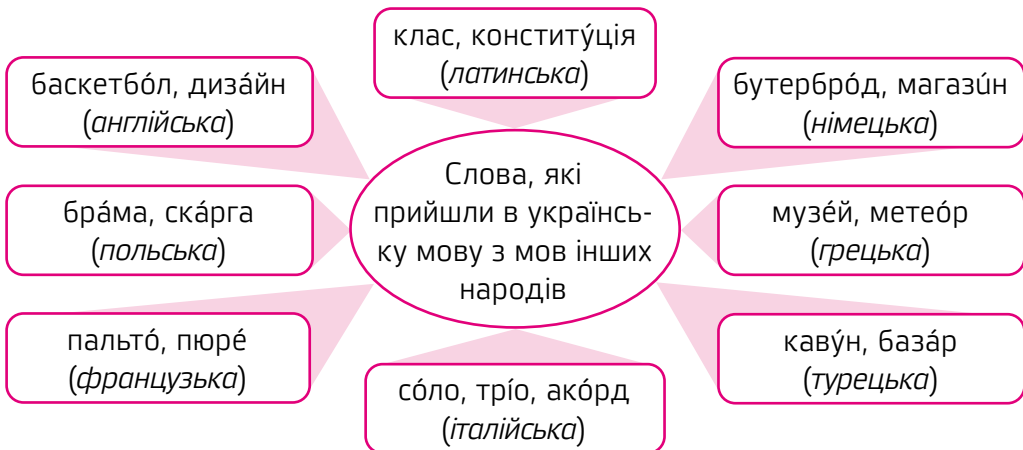 клас, конститу́ція
(латинська)
баскетбо́л, диза́йн
(англійська)
бутербро́д, магази́н
(німецька)
Слова, які
прийшли в українсь-
ку мову з мов інших
народів
бра́ма, ска́рга
(польська)
музе́й, метео́р
(грецька)
пальто́, пюре́
(французька)
каву́н, база́р
(турецька)
со́ло, трі́о, ако́рд
(італійська)